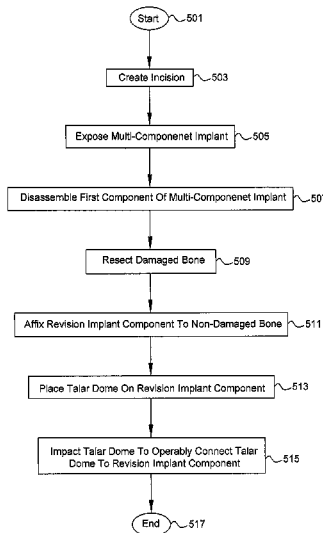 Start 501
Create Incision 503
Expose Multi-Componenet Implant 505
Disassemble First Component Of Multi-Componenet Implant 507
Resect Damaged Bone 509
Affix Revision Implant Component To Non-Damaged Bone 511
Place Talar Dome On Revision Implant Component 513
Impact Talar Dome To Operably Connect Talar
Dome To Revision Implant Component 515
End 517